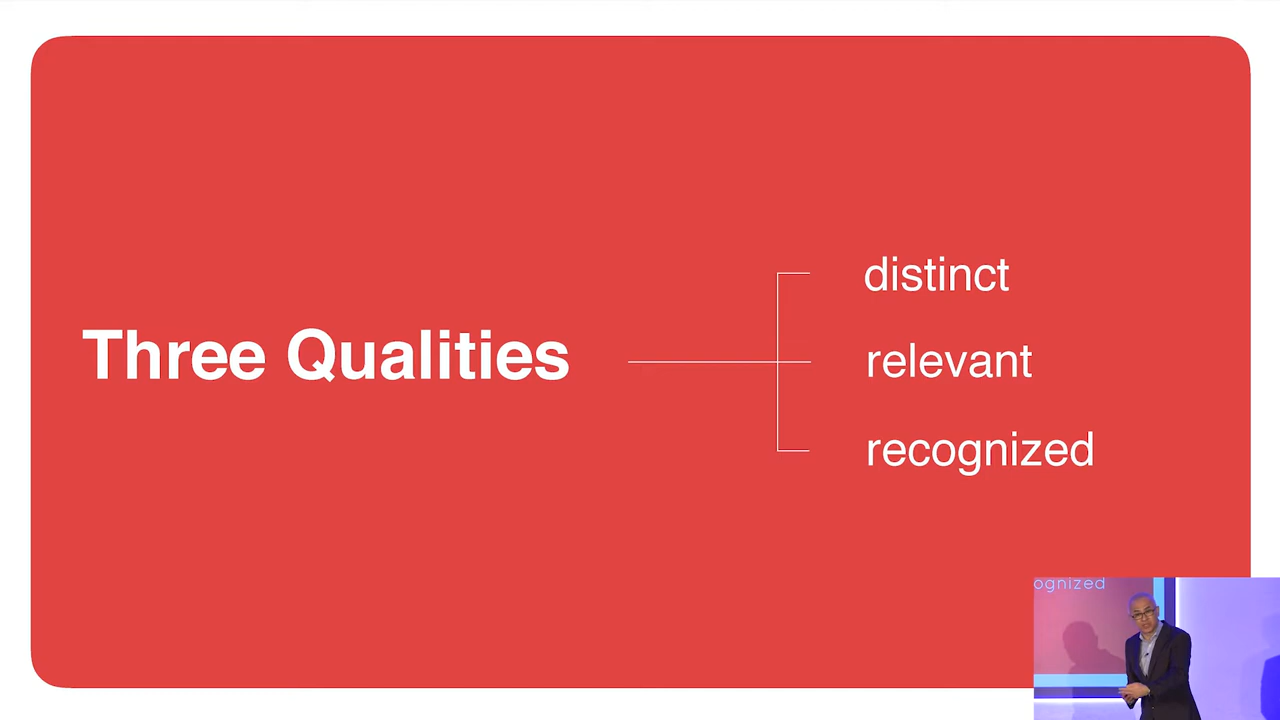 Three Qualities
distinct
relevant
recognized
ognized